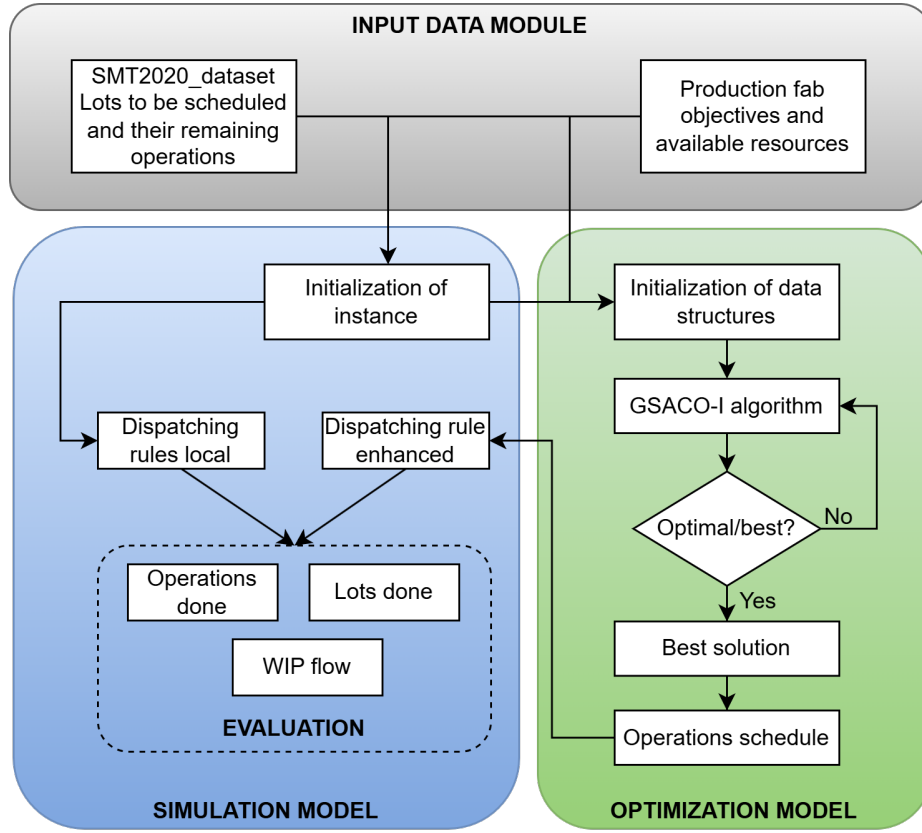 INPUT DATA MODULE
SMT2020_dataset
Lots to be scheduled
and their remaining
operations
Production fab
objectives and
available resources
Initialization of
instance
Initialization of data
structures
GSACO-I algorithm
Dispatching
rules local
Dispatching rule
enhanced
Optimal/best?
No
Yes
Operations
done
Lots done
WIP flow
EVALUATION
Best solution
Operations schedule
SIMULATION MODEL
OPTIMIZATION MODEL